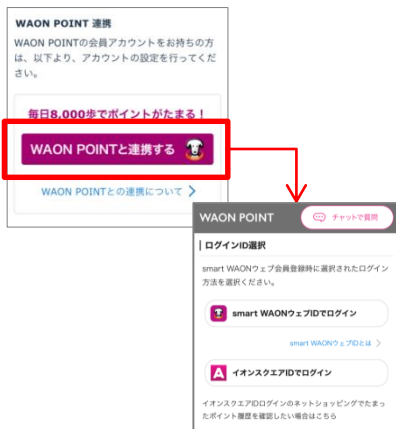 WAON POINT 連携
WAON POINTの会員アカウントをお持ちの方
は、以下より、アカウントの設定を行ってくだ
さい。
毎日8,000歩でポイントがたまる！
WAON POINTと連携する
WAON POINTとの連携について
WAON POINT
チャットで質問
ログインID選択
smart WAONウェブ会員登録時に選択されたログイン
方法を選択ください。
smart WAONウェブIDでログイン
smart WAONウェブIDとは
イオンスクエアIDでログイン
イオンスクエアIDログインのネットショッピングでたまっ
たポイント履歴を確認したい場合はこちら